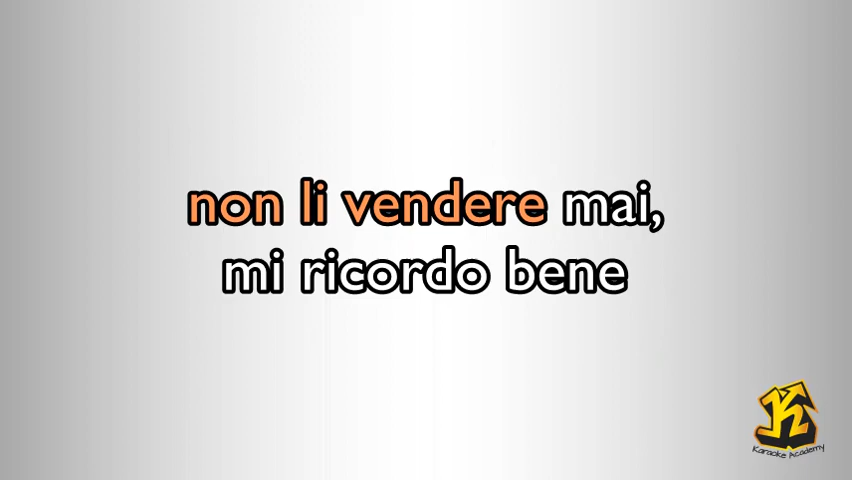 non li vendere mai,
mi ricordo bene
K
Karaoke Academy